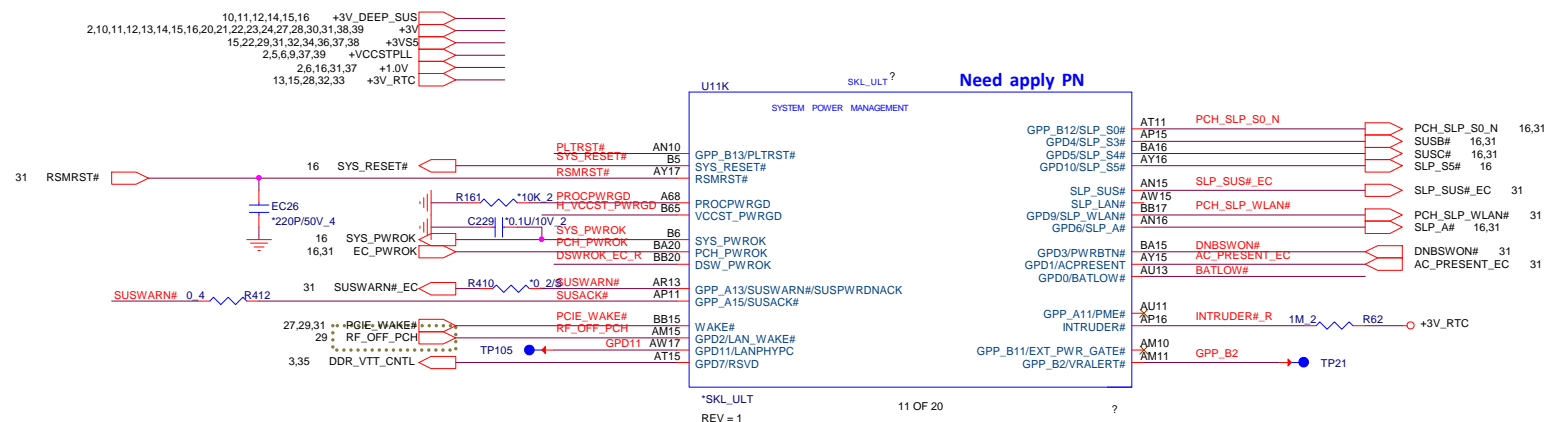 10,11,12,14,15,16 +3V_DEEP_SUS
2,10,11,12,13,14,15,16,20,21,22,23,24,27,28,30,31,38,39 +3V
15,22,29,31,32,34,36,37,38 +3VS5
2,5,6,9,37,39 +VCCSTPLL
2,6,16,31,37 +1.0V
13,15,28,32,33 +3V_RTC
U11K SKL_ULT ? Need apply PN
SYSTEM POWER MANAGEMENT
PLTRST# AN10 GPP_B13/PLTRST#
16 SYS_RESET# SYS_RESET# B5 SYS_RESET#
31 RSMRST# RSMRST# AY17 RSMRST#
EC26
*220P/50V_4
R161 *10K_2 PROCPWRGD A68 PROCPWRGD
H_VCCST_PWRGD B65 VCCST_PWRGD
C229 *0.1U/10V_2
16 SYS_PWROK SYS_PWROK B6 SYS_PWROK
16,31 EC_PWROK PCH_PWROK BA20 PCH_PWROK
DSWROK_EC_R BB20 DSW_PWROK
31 SUSWARN#_EC R410 *0_2/S AR13 GPP_A13/SUSWARN#/SUSPWRDNACK
SUSWARN# 0_4 R412 SUSACK# AP11 GPP_A15/SUSACK#
27,29,31 PCIE_WAKE# PCIE_WAKE# BB15 WAKE#
29 RF_OFF_PCH RF_OFF_PCH AM15 GPD2/LAN_WAKE#
TP105 GPD11 AW17 GPD11/LANPHYPC
3,35 DDR_VTT_CNTL AT15 GPD7/RSVD
GPP_B12/SLP_S0# AT11 PCH_SLP_S0_N PCH_SLP_S0_N 16,31
GPD4/SLP_S3# AP15 SUSB# 16,31
GPD5/SLP_S4# BA16 SUSC# 16,31
GPD10/SLP_S5# AY16 SLP_S5# 16
SLP_SUS# AN15 SLP_SUS#_EC SLP_SUS#_EC 31
SLP_LAN# AW15
GPD9/SLP_WLAN# BB17 PCH_SLP_WLAN# PCH_SLP_WLAN# 31
GPD6/SLP_A# AN16 SLP_A# 16,31
GPD3/PWRBTN# BA15 DNBSWON# DNBSWON# 31
GPD1/ACPRESENT AY15 AC_PRESENT_EC AC_PRESENT_EC 31
GPD0/BATLOW# AU13 BATLOW#
GPP_A11/PME# AU11
INTRUDER# AP16 INTRUDER#_R 1M_2 R62 +3V_RTC
GPP_B11/EXT_PWR_GATE# AM10
GPP_B2/VRALERT# AM11 GPP_B2 TP21
*SKL_ULT
REV = 1
11 OF 20
?